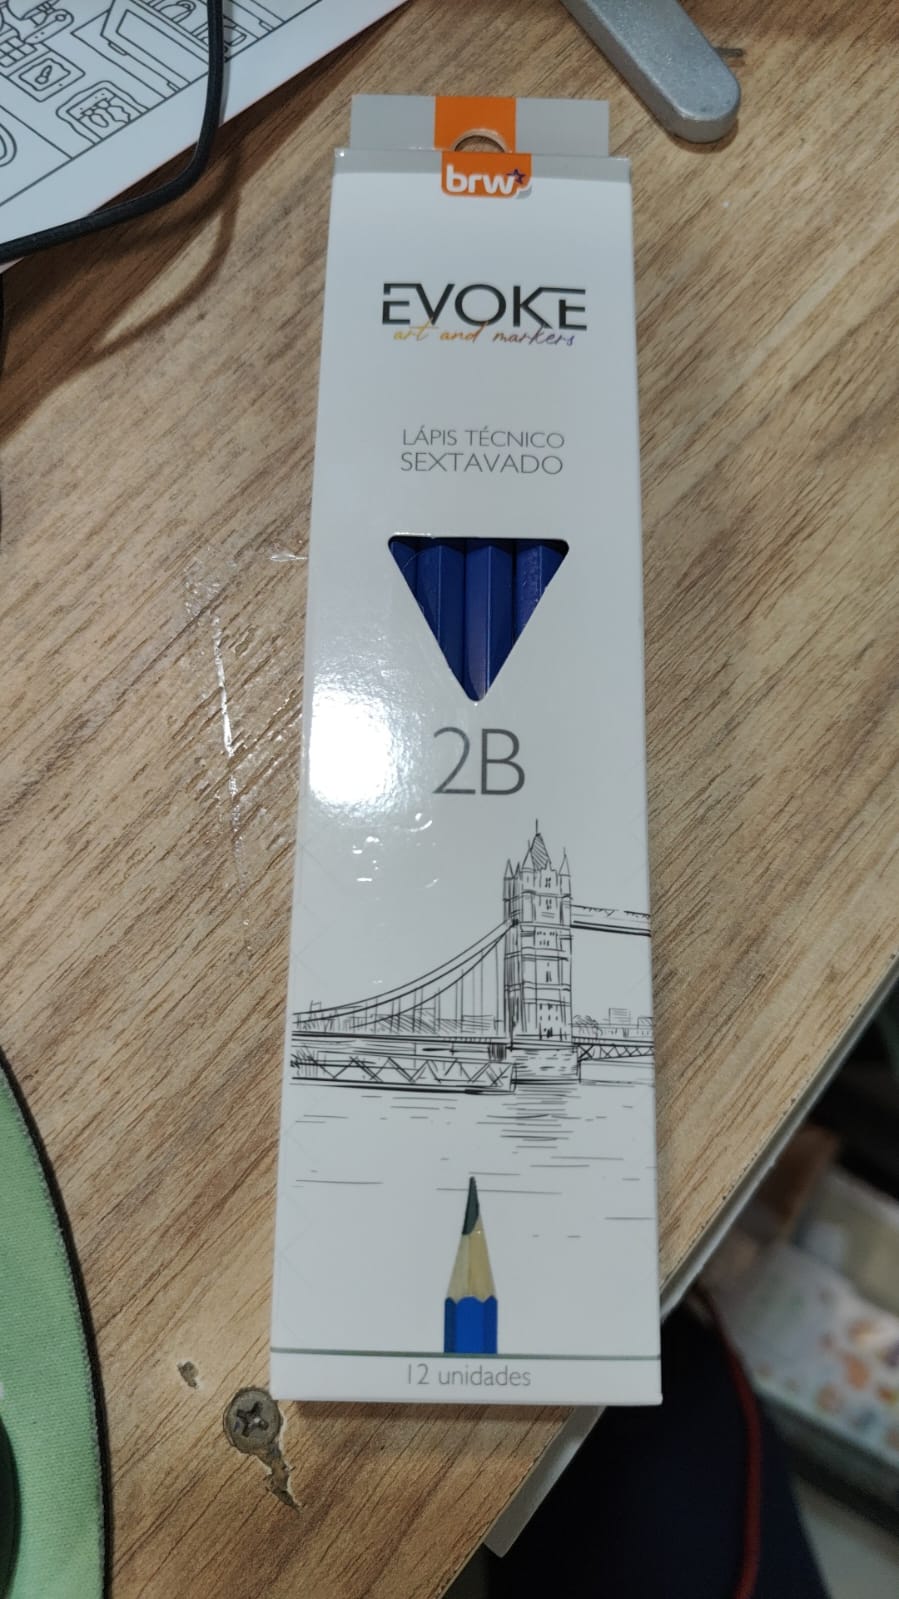 brw
EVOKE
art and markers
LÁPIS TÉCNICO
SEXTAVADO
2B
12 unidades